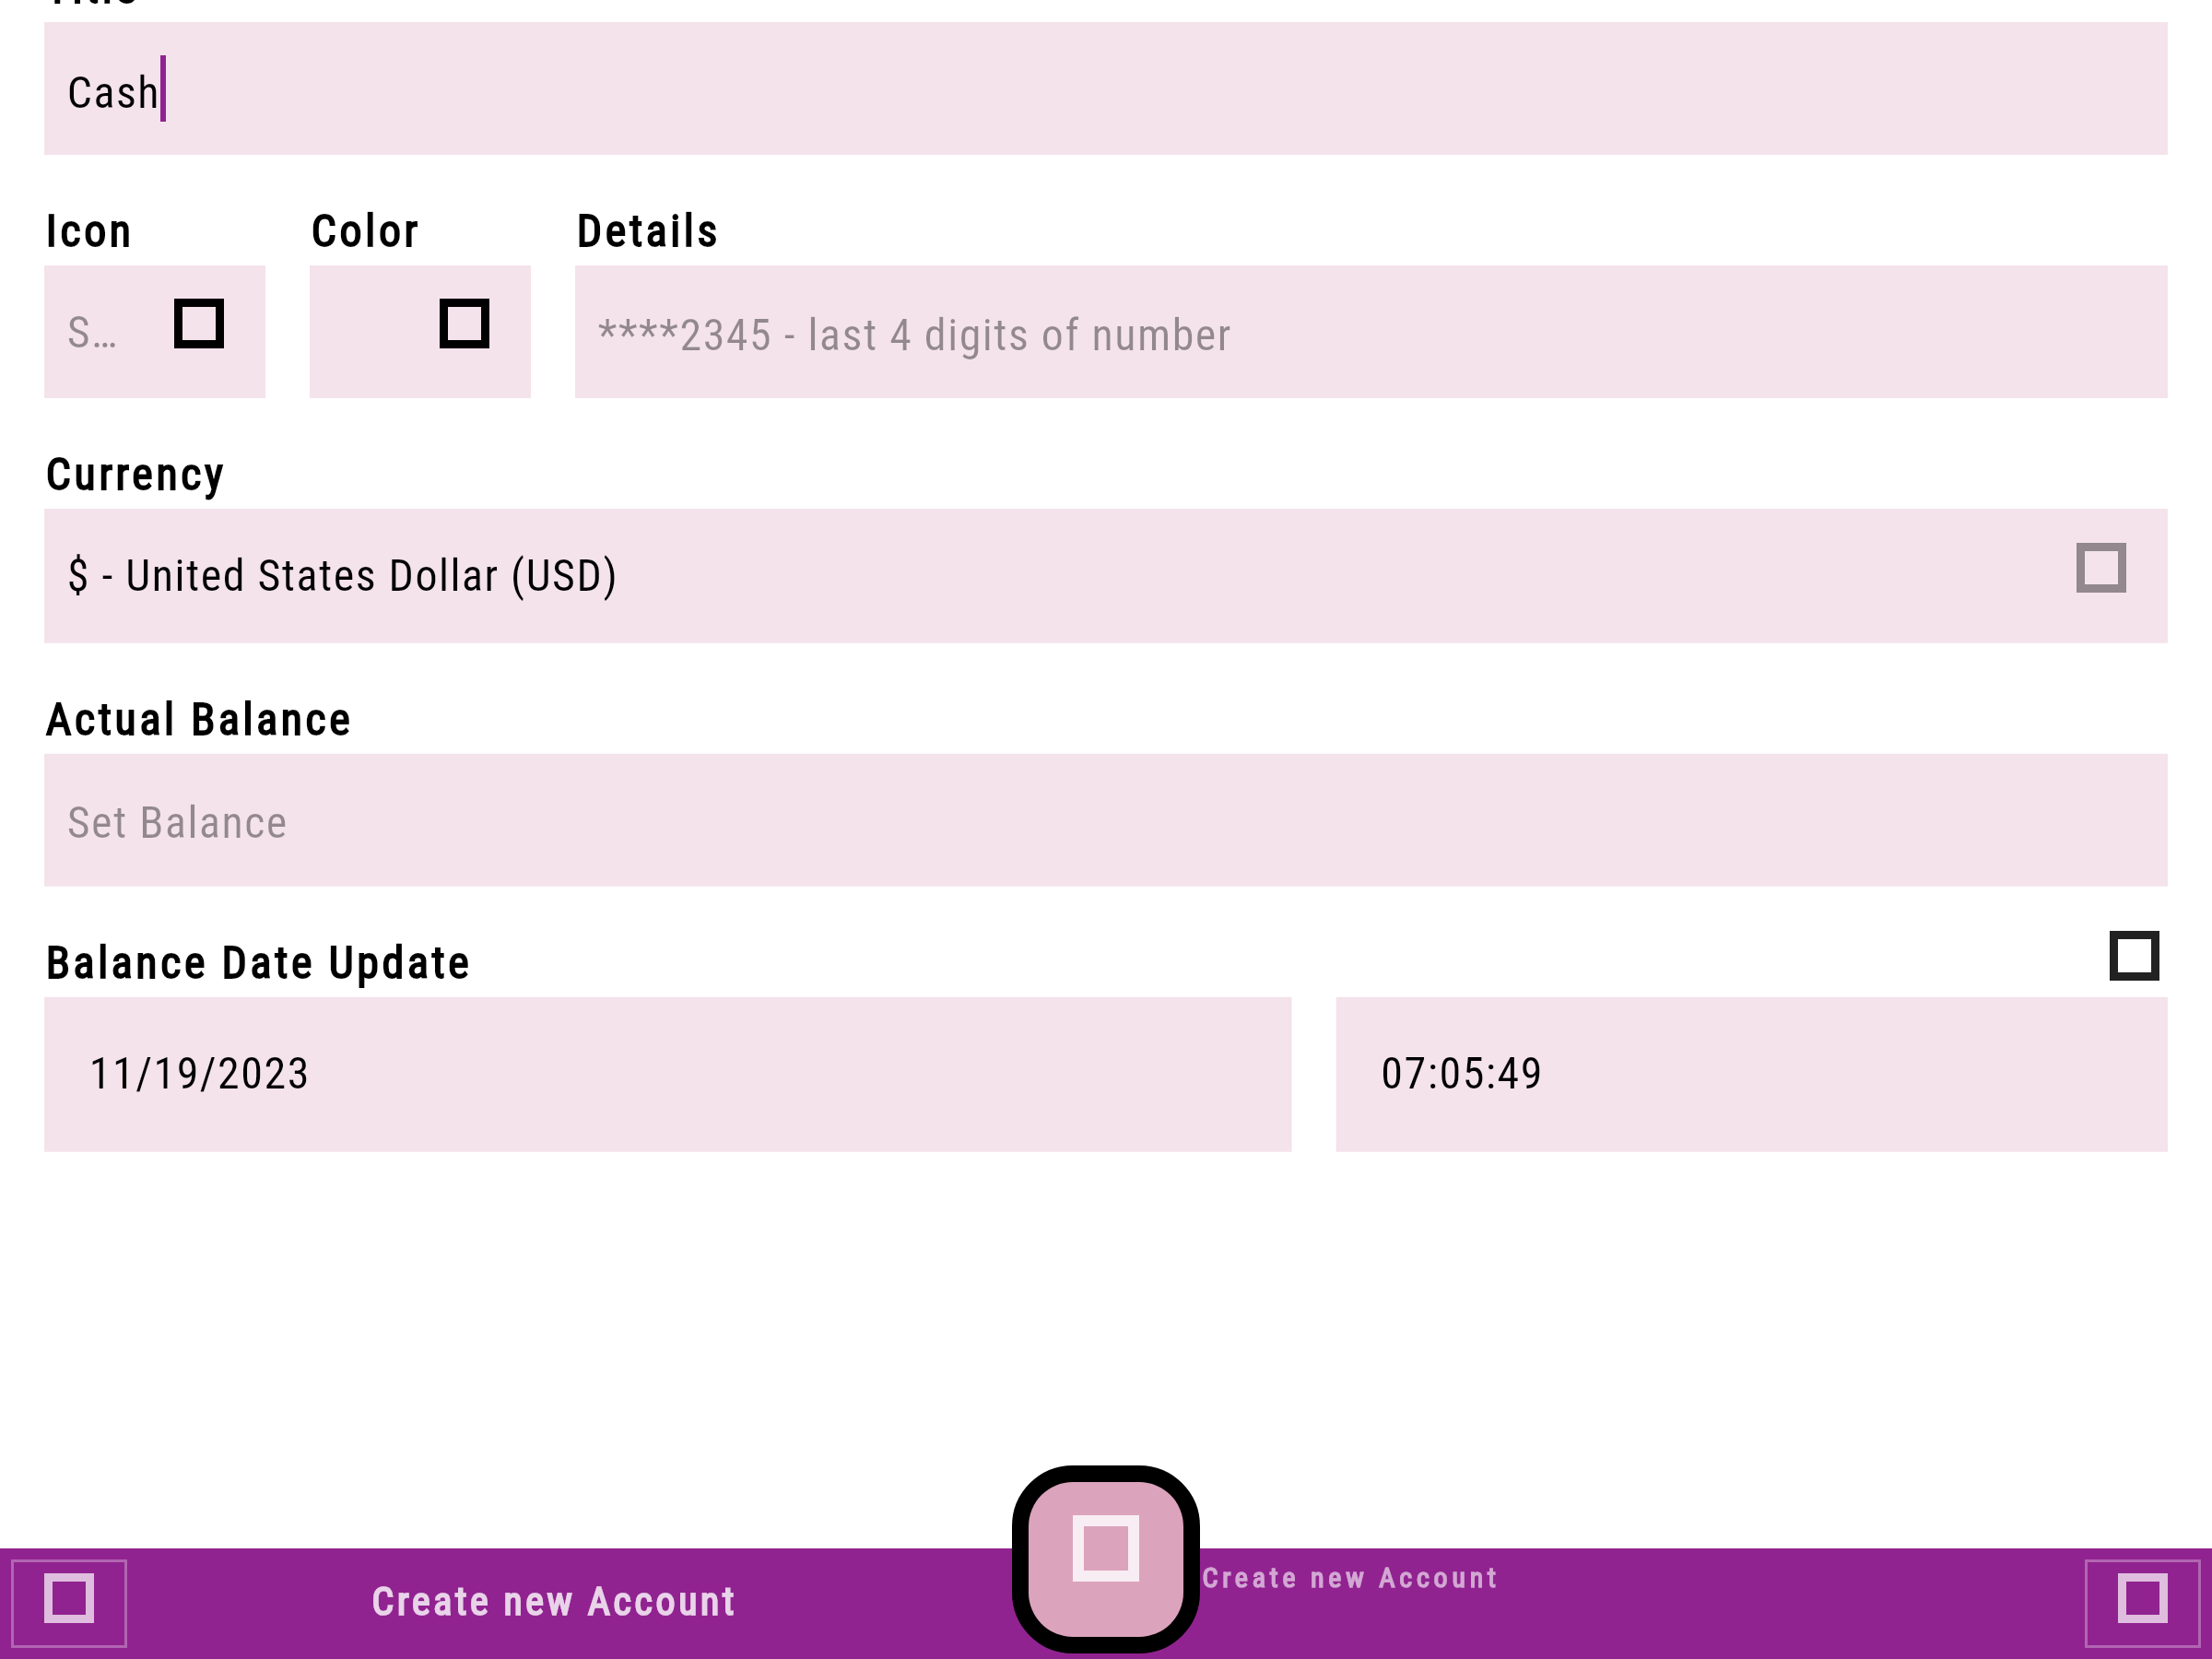 Cash
Icon
Color
Details
S...
****2345 - last 4 digits of number
Currency
$ - United States Dollar (USD)
Actual Balance
Set Balance
Balance Date Update
11/19/2023
07:05:49
Create new Account
Create new Account